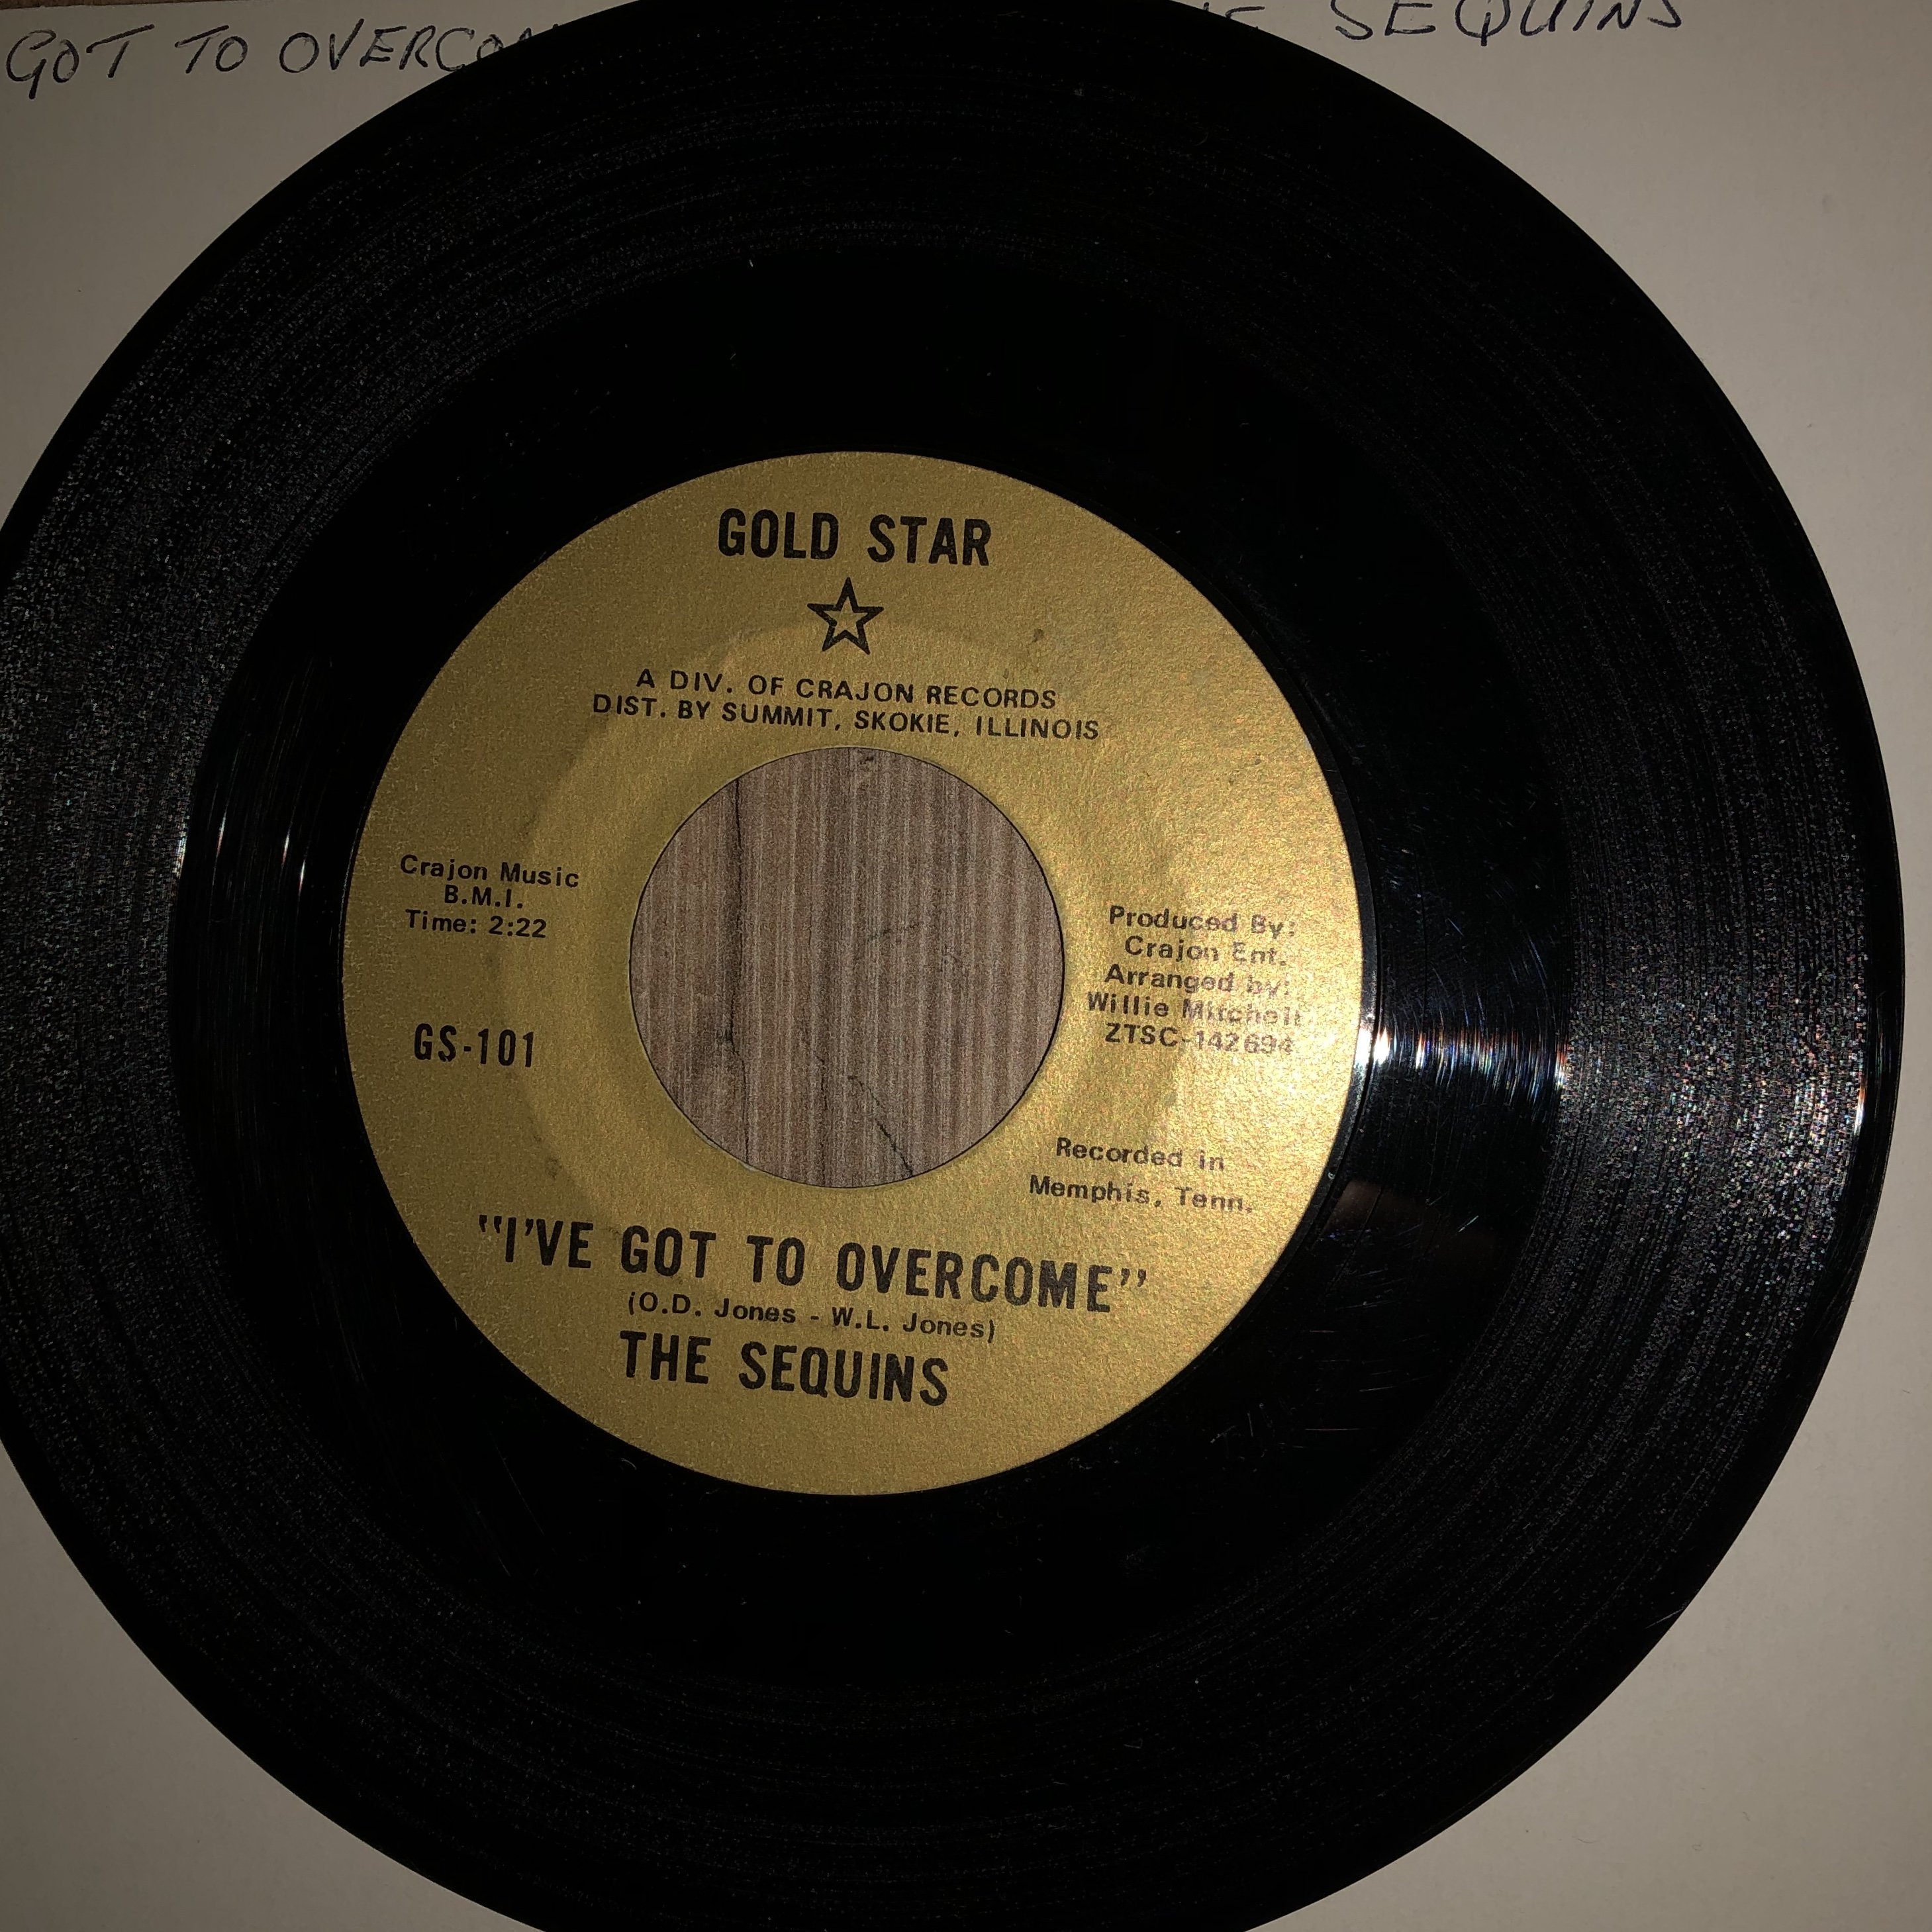 GOT TO OVERCO
SEQUINS
GOLD STAR
A DIV. OF CRAJON RECORDS
DIST. BY SUMMIT, SKOKIE, ILLINOIS
Crajon Music
B.M.I.
Time: 2:22
GS-101
Produced By:
Crajon Ent.
Arranged by:
Willie Mitchell
ZTSC-142694
Recorded in
Memphis, Tenn.
"I'VE GOT TO OVERCOME"
(O.D. Jones - W.L. Jones)
THE SEQUINS